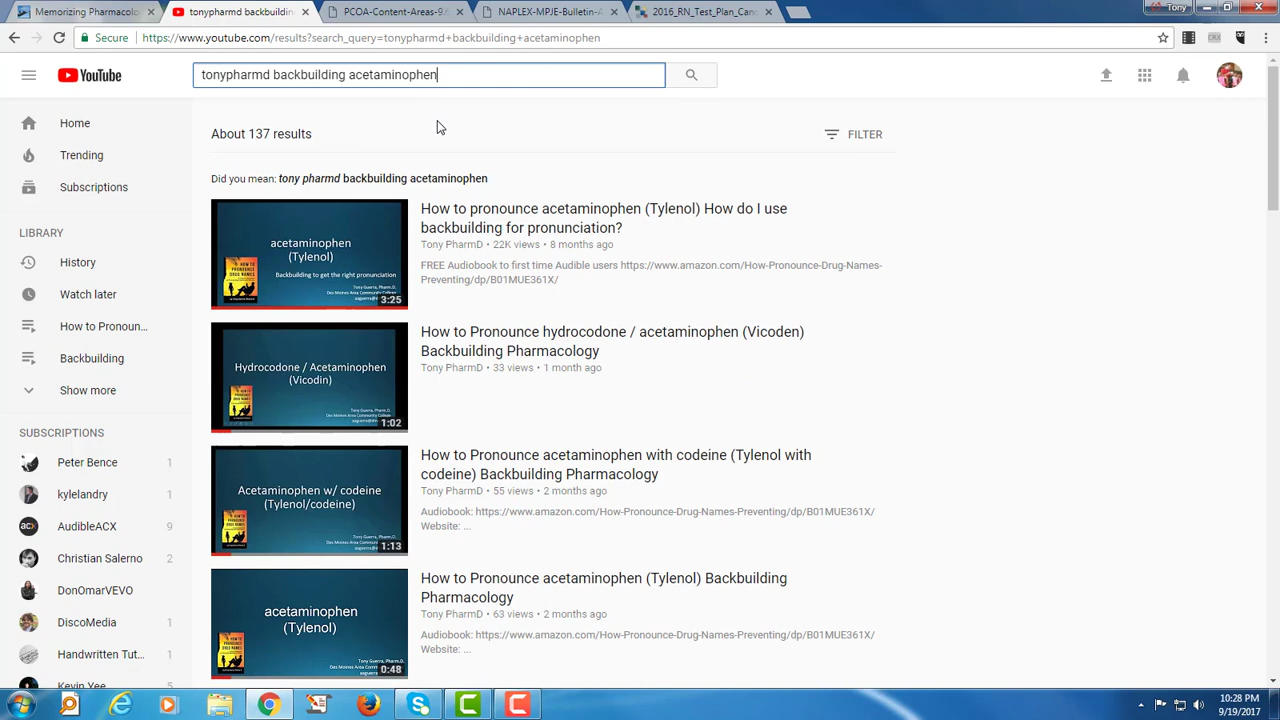 Memorizing Pharmacolo
tonypharmd backbuildin
PCOA-Content-Areas-9
NAPLEX-MPJE-Bulletin-A
2016_RN_Test_Plan_Cand
Tony
Secure
https://www.youtube.com/results?search_query=tonypharmd+backbuilding+acetaminophen
YouTube
tonypharmd backbuilding acetaminophen
Home
Trending
Subscriptions
LIBRARY
History
Watch later
How to Pronoun...
Backbuilding
Show more
SUBSCRIPTIONS
Peter Bence 1
kylelandry 1
AudibleACX 9
Christian Salerno 2
DonOmarVEVO
DiscoMedia 1
Handwritten Tut... 1
Kevin Yee 1
About 137 results
FILTER
Did you mean: tony pharmd backbuilding acetaminophen
acetaminophen
(Tylenol)
Backbuilding to get the right pronunciation
3:25
How to pronounce acetaminophen (Tylenol) How do I use
backbuilding for pronunciation?
Tony PharmD • 22K views • 8 months ago
FREE Audiobook to first time Audible users https://www.amazon.com/How-Pronounce-Drug-Names-
Preventing/dp/B01MUE361X/
Hydrocodone / Acetaminophen
(Vicodin)
1:02
How to Pronounce hydrocodone / acetaminophen (Vicoden)
Backbuilding Pharmacology
Tony PharmD • 33 views • 1 month ago
Acetaminophen w/ codeine
(Tylenol/codeine)
1:13
How to Pronounce acetaminophen with codeine (Tylenol with
codeine) Backbuilding Pharmacology
Tony PharmD • 55 views • 2 months ago
Audiobook: https://www.amazon.com/How-Pronounce-Drug-Names-Preventing/dp/B01MUE361X/
Website: ...
acetaminophen
(Tylenol)
0:48
How to Pronounce acetaminophen (Tylenol) Backbuilding
Pharmacology
Tony PharmD • 63 views • 2 months ago
Audiobook: https://www.amazon.com/How-Pronounce-Drug-Names-Preventing/dp/B01MUE361X/
Website: ...
10:28 PM
9/19/2017